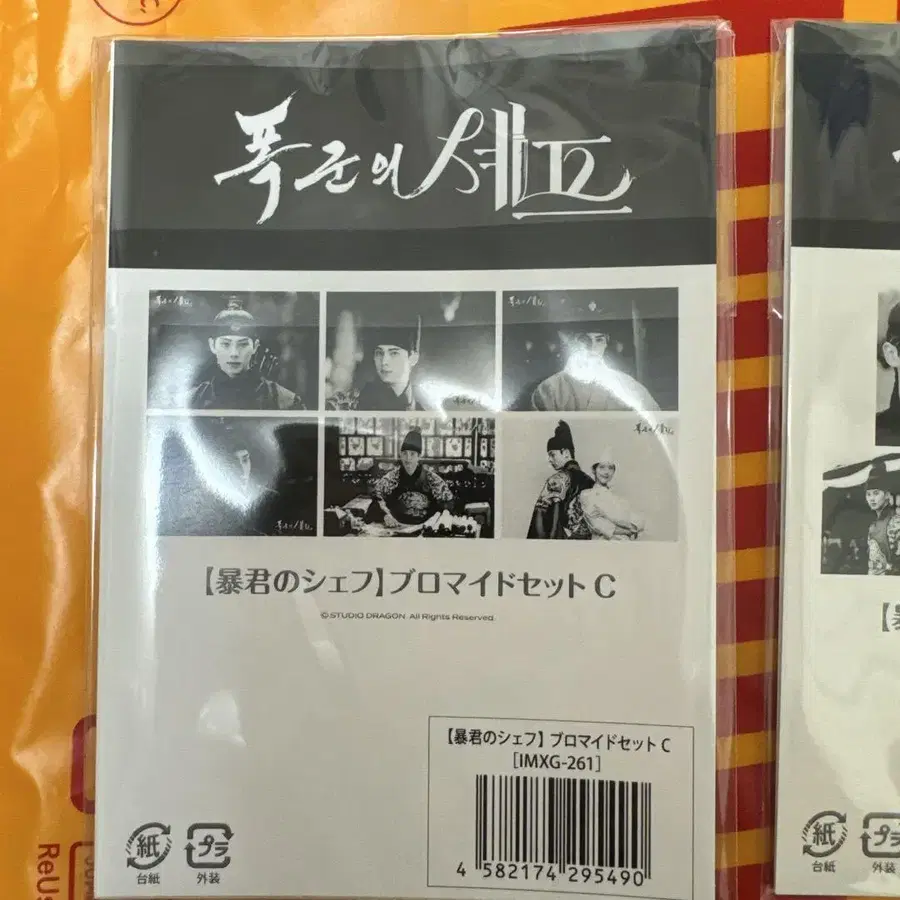 폭군의 셰프
【暴君のシェフ】ブロマイドセット C
© STUDIO DRAGON All Rights Reserved.
【暴君のシェフ】ブロマイドセット C
[IMXG-261]
4 582174 295490
紙
台紙
プラ
外装
紙
台紙
プラ
ReUs